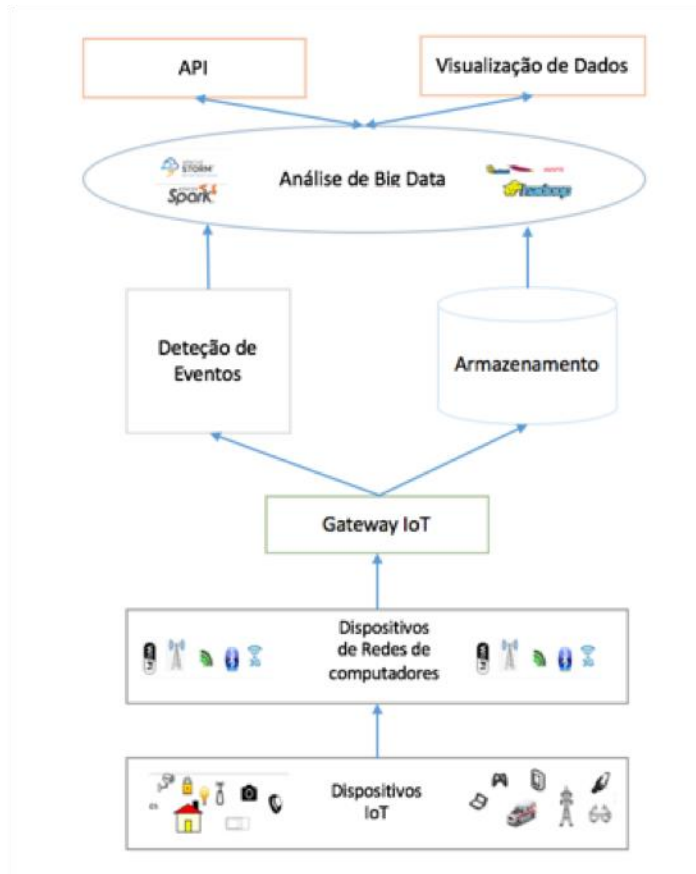 API
Visualização de Dados
STORM
Spark
Análise de Big Data
hadoop
Deteção de
Eventos
Armazenamento
Gateway IoT
Dispositivos
de Redes de
computadores
Dispositivos
IoT